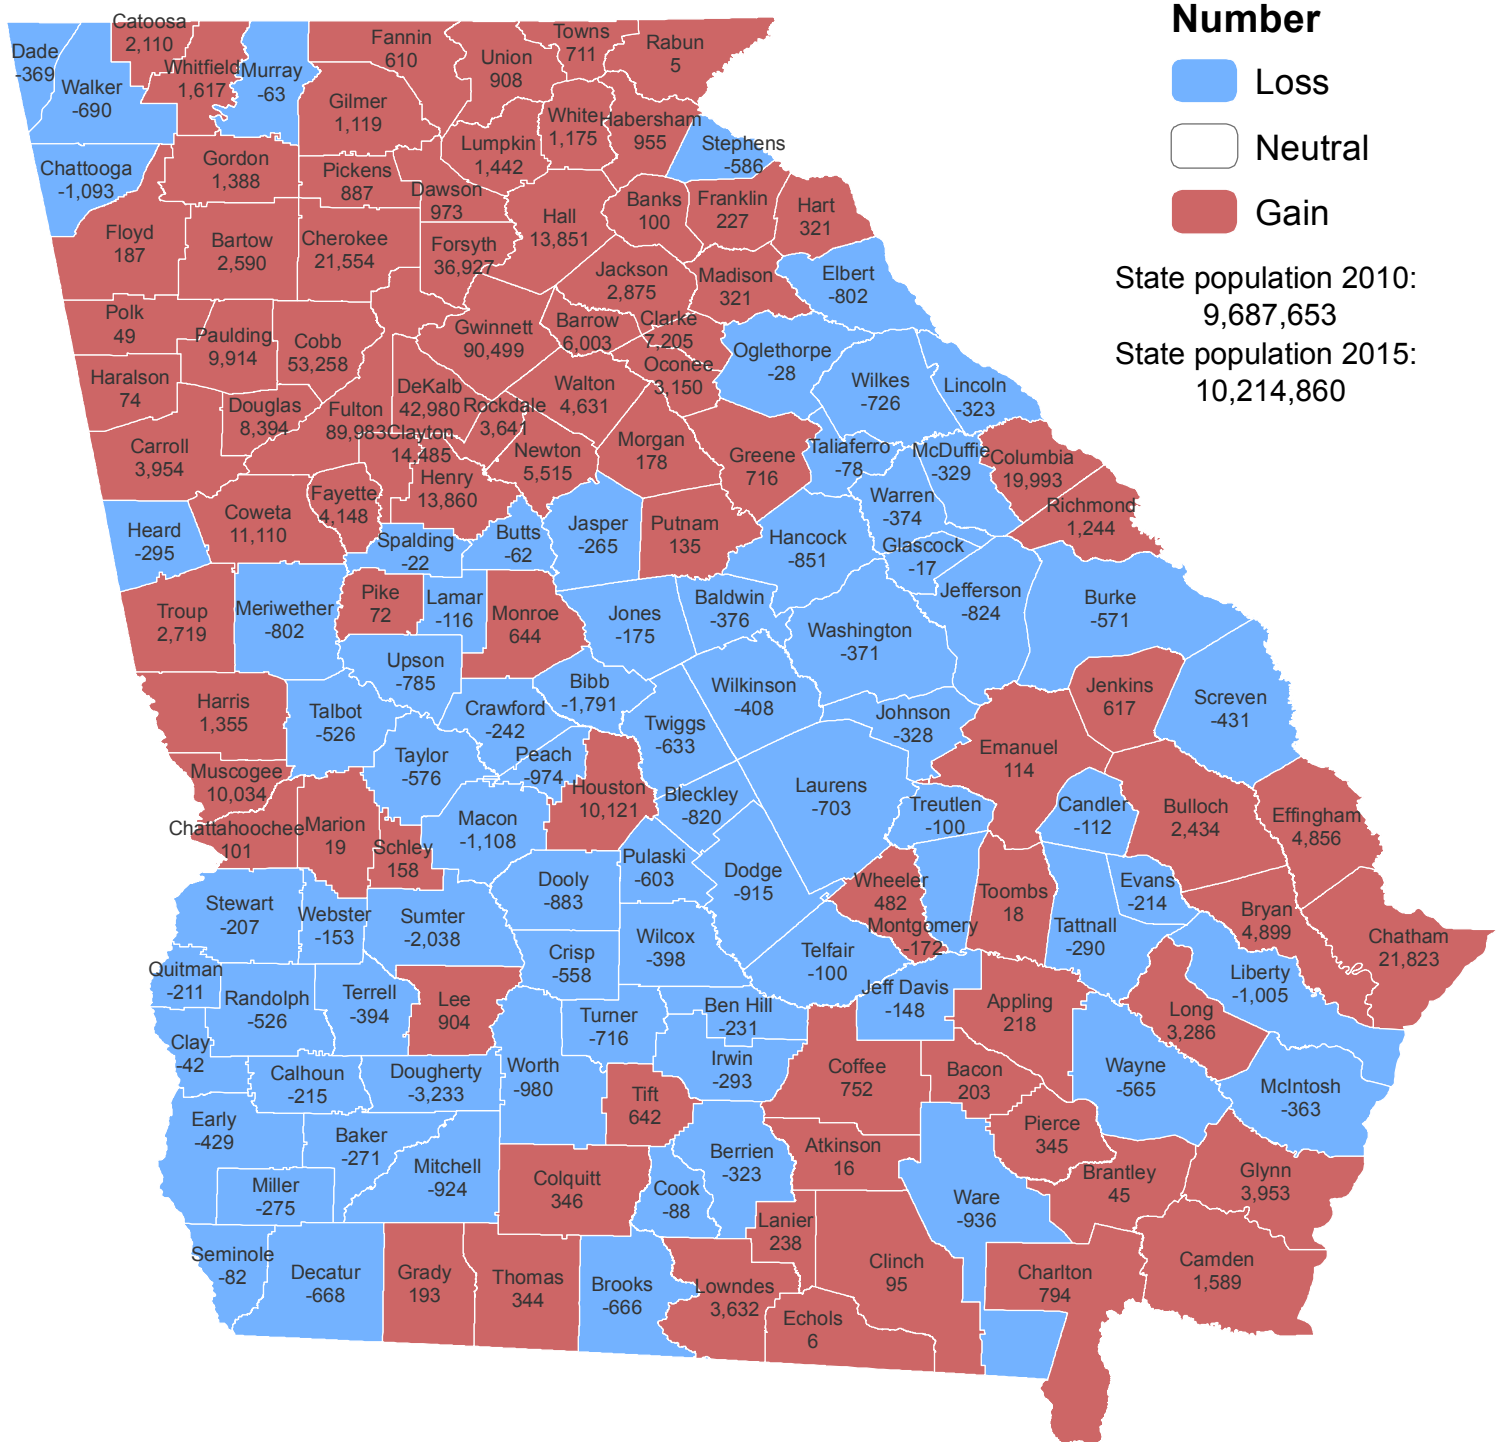 Number
Loss
Neutral
Gain
State population 2010:
9,687,653
State population 2015:
10,214,860
Dade
-369
Walker
-690
Catoosa
2,110
Whitfield
1,617
Murray
-63
Fannin
610
Gilmer
1,119
Union
908
Towns
711
Rabun
5
White
1,175
Habersham
955
Lumpkin
1,442
Stephens
-586
Chattooga
-1,093
Gordon
1,388
Pickens
887
Dawson
973
Floyd
187
Bartow
2,590
Cherokee
21,554
Forsyth
36,927
Hall
13,851
Banks
100
Franklin
227
Hart
321
Jackson
2,875
Madison
321
Elbert
-802
Polk
49
Paulding
9,914
Cobb
53,258
Gwinnett
90,499
Barrow
6,003
Clarke
7,205
Oconee
3,150
Oglethorpe
-28
Wilkes
-726
Lincoln
-323
Haralson
74
Douglas
8,394
Fulton
89,983
DeKalb
42,980
Rockdale
3,641
Walton
4,631
Clayton
14,485
Carroll
3,954
Henry
13,860
Newton
5,515
Morgan
178
Greene
716
Taliaferro
-78
McDuffie
-329
Columbia
19,993
Richmond
1,244
Warren
-374
Glascock
-17
Heard
-295
Coweta
11,110
Fayette
4,148
Spalding
-22
Butts
-62
Jasper
-265
Putnam
135
Hancock
-851
Jefferson
-824
Burke
-571
Troup
2,719
Meriwether
-802
Pike
72
Lamar
-116
Monroe
644
Jones
-175
Baldwin
-376
Washington
-371
Upson
-785
Harris
1,355
Talbot
-526
Taylor
-576
Crawford
-242
Bibb
-1,791
Peach
-974
Twiggs
-633
Wilkinson
-408
Johnson
-328
Jenkins
617
Screven
-431
Emanuel
114
Muscogee
10,034
Chattahoochee
101
Marion
19
Schley
158
Macon
-1,108
Houston
10,121
Bleckley
-820
Laurens
-703
Treutlen
-100
Candler
-112
Bulloch
2,434
Effingham
4,856
Stewart
-207
Webster
-153
Sumter
-2,038
Dooly
-883
Pulaski
-603
Dodge
-915
Wheeler
482
Montgomery
-172
Toombs
18
Tattnall
-290
Evans
-214
Bryan
4,899
Chatham
21,823
Crisp
-558
Wilcox
-398
Telfair
-100
Jeff Davis
-148
Appling
218
Long
3,286
Liberty
-1,005
Quitman
-211
Randolph
-526
Terrell
-394
Lee
904
Turner
-716
Ben Hill
-231
Irwin
-293
Clay
-42
Calhoun
-215
Dougherty
-3,233
Worth
-980
Tift
642
Coffee
752
Bacon
203
Wayne
-565
McIntosh
-363
Early
-429
Baker
-271
Mitchell
-924
Miller
-275
Colquitt
346
Cook
-88
Berrien
-323
Atkinson
16
Pierce
345
Brantley
45
Glynn
3,953
Ware
-936
Lanier
238
Clinch
95
Charlton
794
Camden
1,589
Seminole
-82
Decatur
-668
Grady
193
Thomas
344
Brooks
-666
Lowndes
3,632
Echols
6